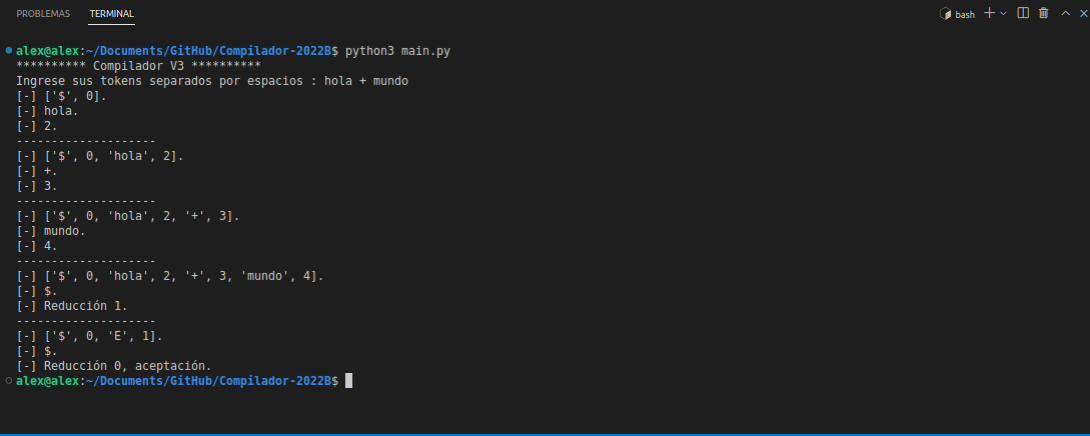 PROBLEMAS TERMINAL bash
alex@alex:~/Documents/GitHub/Compilador-2022B$ python3 main.py
********** Compilador V3 **********
Ingrese sus tokens separados por espacios : hola + mundo
[-] ['$', 0].
[-] hola.
[-] 2.
--------------------
[-] ['$', 0, 'hola', 2].
[-] +.
[-] 3.
--------------------
[-] ['$', 0, 'hola', 2, '+', 3].
[-] mundo.
[-] 4.
--------------------
[-] ['$', 0, 'hola', 2, '+', 3, 'mundo', 4].
[-] $.
[-] Reducción 1.
--------------------
[-] ['$', 0, 'E', 1].
[-] $.
[-] Reducción 0, aceptación.
alex@alex:~/Documents/GitHub/Compilador-2022B$